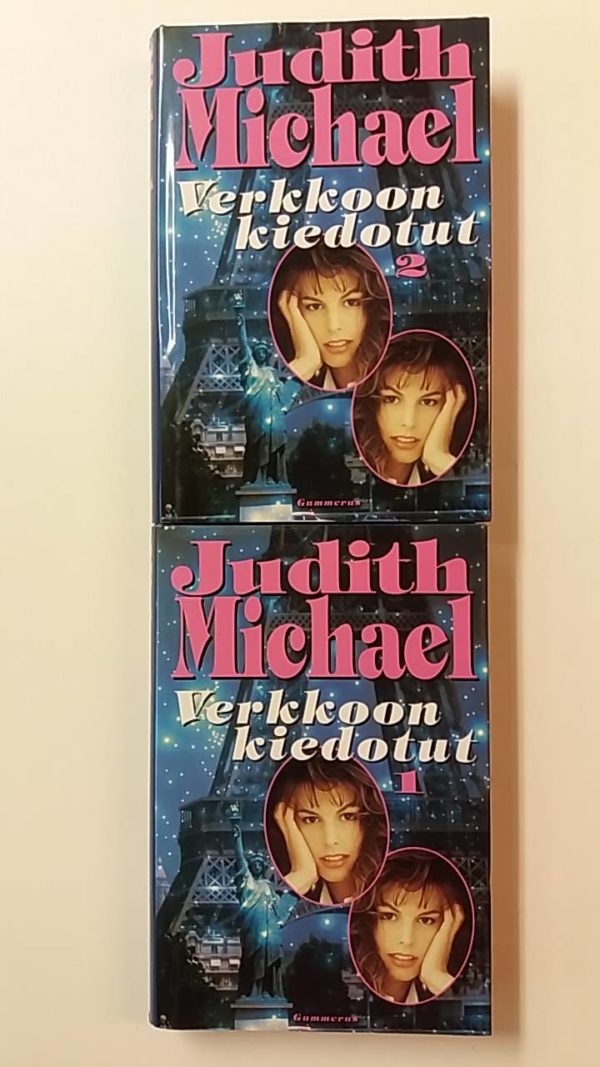 Judith
Michael
Verkkoon
kiedotut
2
Gummerus
Judith
Michael
Verkkoon
kiedotut
1
Gummerus